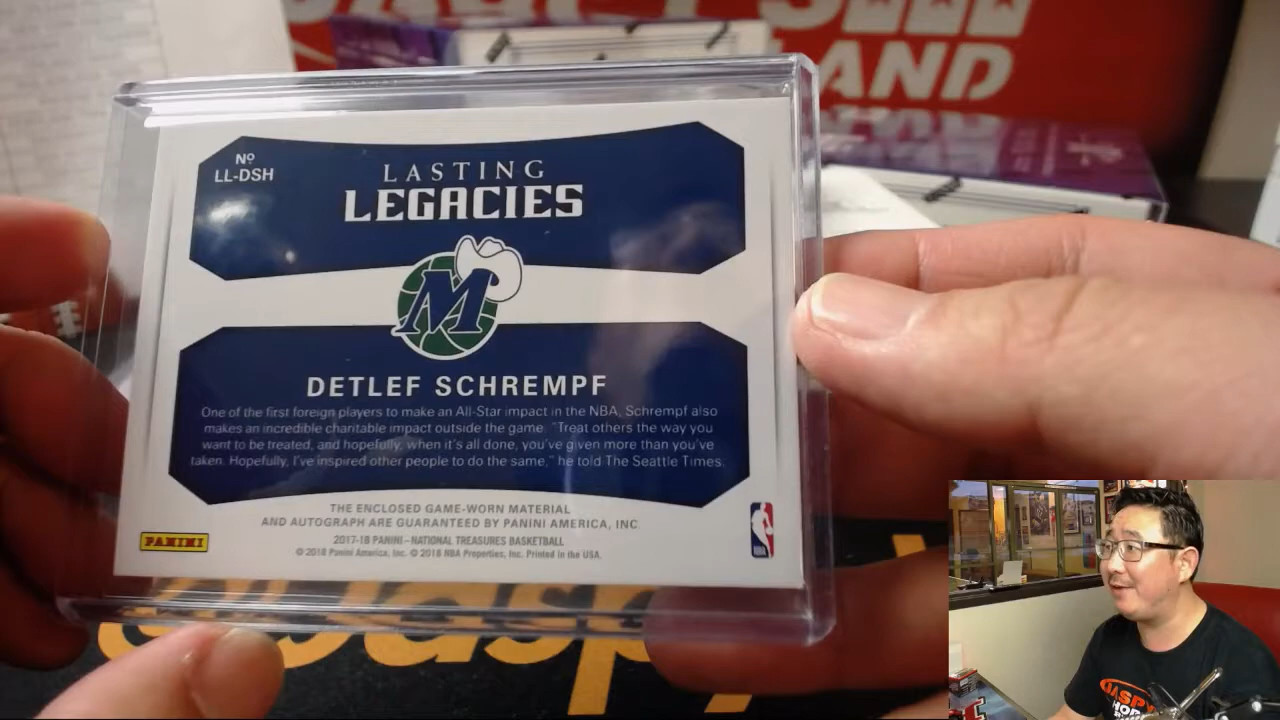 LAND
Nº
LL-DSH
LASTING
LEGACIES
M
DETLEF SCHREMPF
One of the first foreign players to make an All-Star impact in the NBA, Schrempf also
makes an incredible charitable impact outside the game. "Treat others the way you
want to be treated, and hopefully, when it's all done, you've given more than you've
taken. Hopefully, I've inspired other people to do the same," he told The Seattle Times.
THE ENCLOSED GAME-WORN MATERIAL
AND AUTOGRAPH ARE GUARANTEED BY PANINI AMERICA, INC.
2017-18 PANINI – NATIONAL TREASURES BASKETBALL
© 2018 Panini America, Inc. © 2018 NBA Properties, Inc. Printed in the USA.
PANINI
NBA